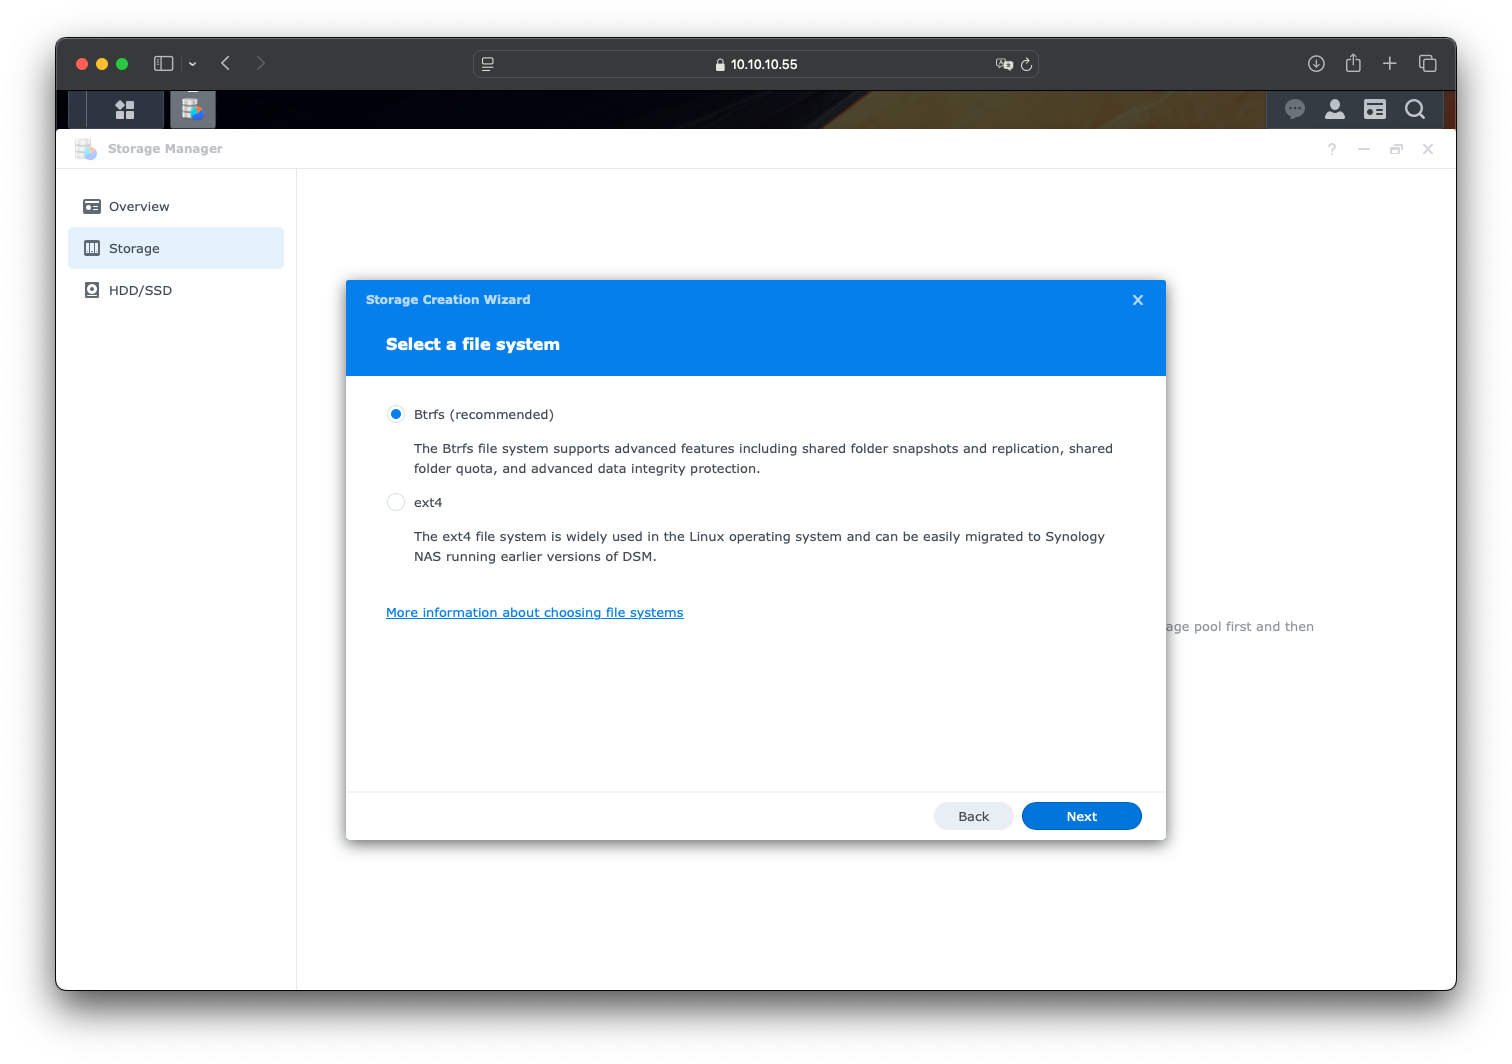 10.10.10.55
Storage Manager
?
Overview
Storage
HDD/SSD
Storage Creation Wizard
Select a file system
Btrfs (recommended)
The Btrfs file system supports advanced features including shared folder snapshots and replication, shared
folder quota, and advanced data integrity protection.
ext4
The ext4 file system is widely used in the Linux operating system and can be easily migrated to Synology
NAS running earlier versions of DSM.
More information about choosing file systems
age pool first and then
Back
Next